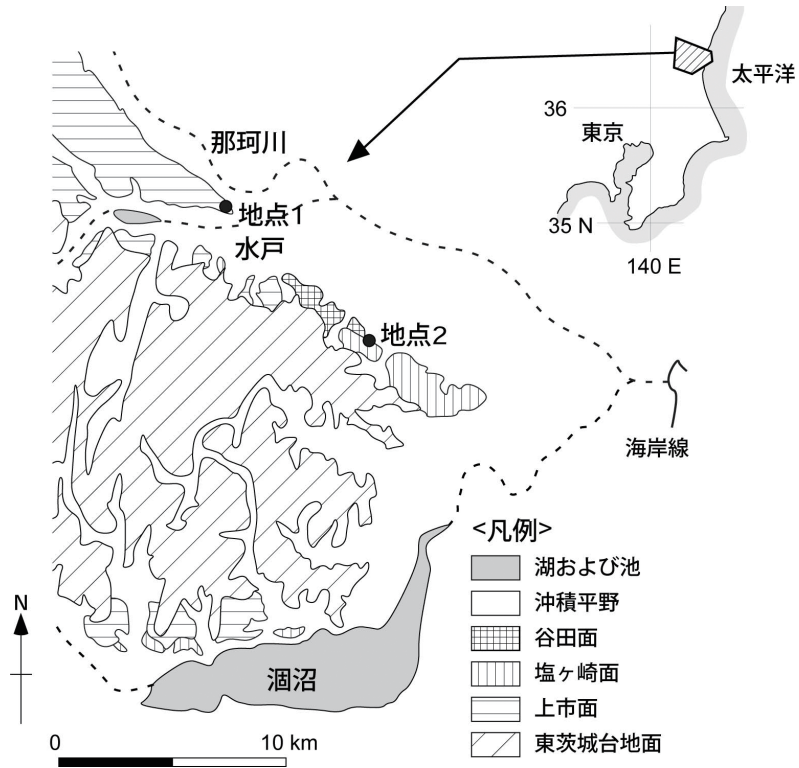 太平洋
36
東京
35 N
140 E
那珂川
地点1
水戸
地点2
海岸線
<凡例>
湖および池
沖積平野
谷田面
塩ヶ崎面
上市面
東茨城台地面
N
涸沼
0
10 km